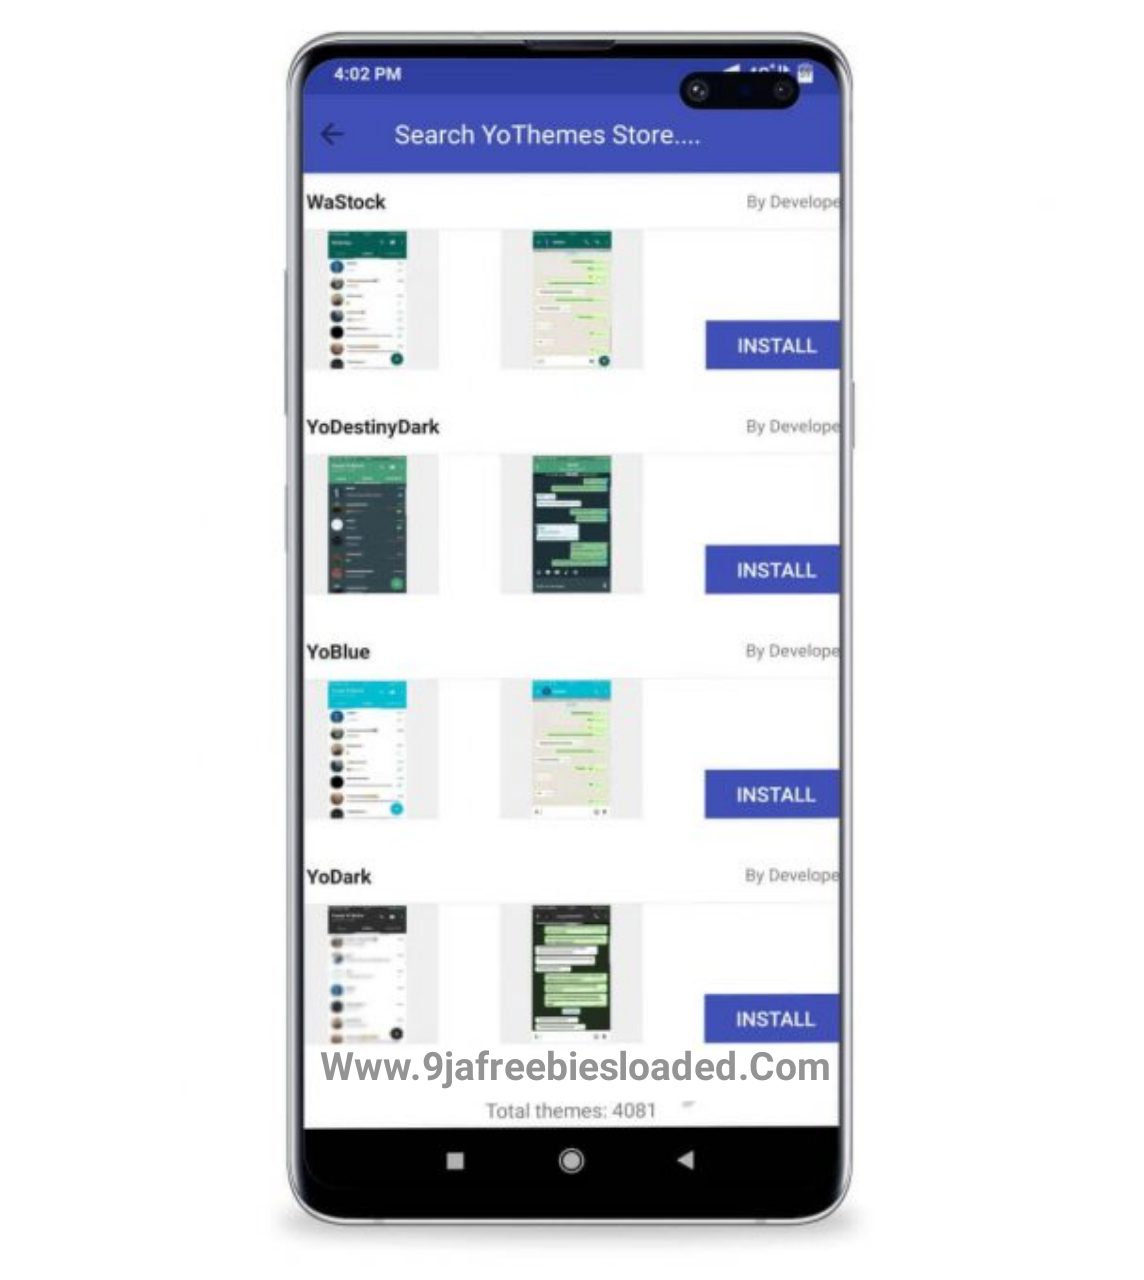 4:02 PM
Search YoThemes Store....
WaStock
By Develope
INSTALL
YoDestinyDark
By Develope
INSTALL
YoBlue
By Develope
INSTALL
YoDark
By Develope
INSTALL
Www.9jafreebiesloaded.Com
Total themes: 4081